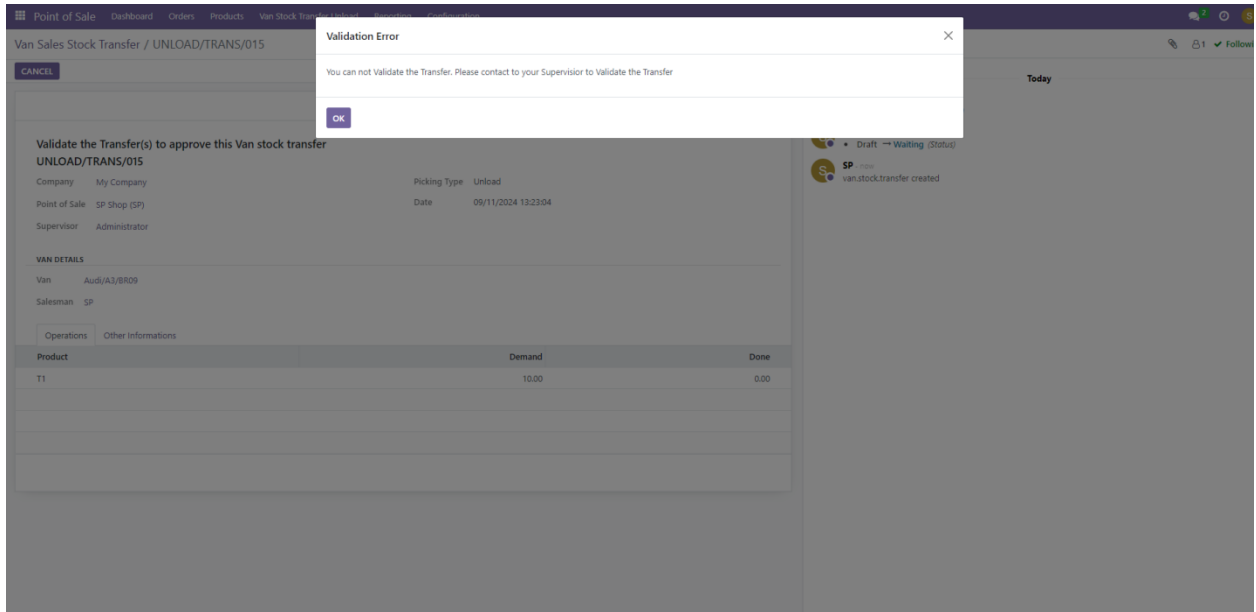 Point of Sale Dashboard Orders Products Van Stock Transfer Unload Reporting Configuration 2 S
Van Sales Stock Transfer / UNLOAD/TRANS/015
1 Followi
CANCEL
Validation Error
You can not Validate the Transfer. Please contact to your Supervisior to Validate the Transfer
OK
Today
Validate the Transfer(s) to approve this Van stock transfer
UNLOAD/TRANS/015
Company My Company
Picking Type Unload
Point of Sale SP Shop (SP)
Date 09/11/2024 13:23:04
Supervisor Administrator
VAN DETAILS
Van Audi/A3/BR09
Salesman SP
Operations Other Informations
Product Demand Done
T1 10.00 0.00
• Draft → Waiting (Status)
S SP - now
van.stock.transfer created